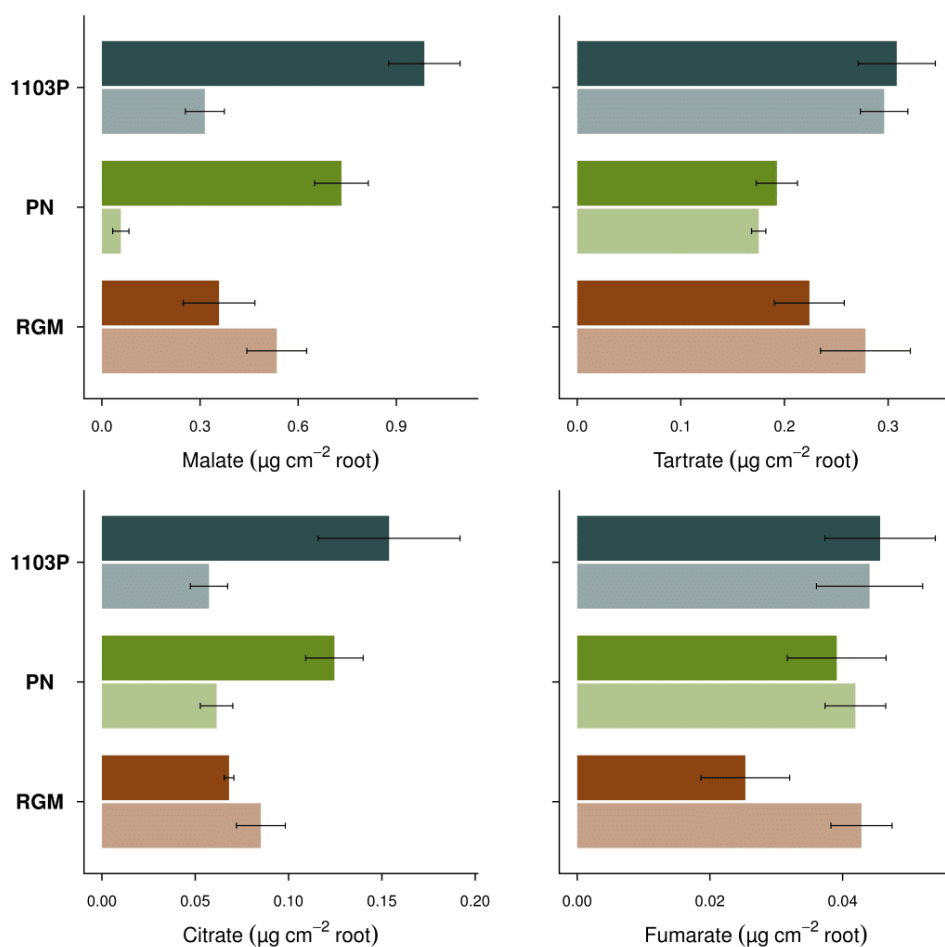 1103P
PN
RGM
0.0 0.3 0.6 0.9
Malate (µg cm⁻² root)
0.1 0.2 0.3
0.0
Tartrate (µg cm⁻² root)
1103P
PN
RGM
0.00 0.05 0.10 0.15 0.20
Citrate (µg cm⁻² root)
0.00 0.02 0.04
Fumarate (µg cm⁻² root)